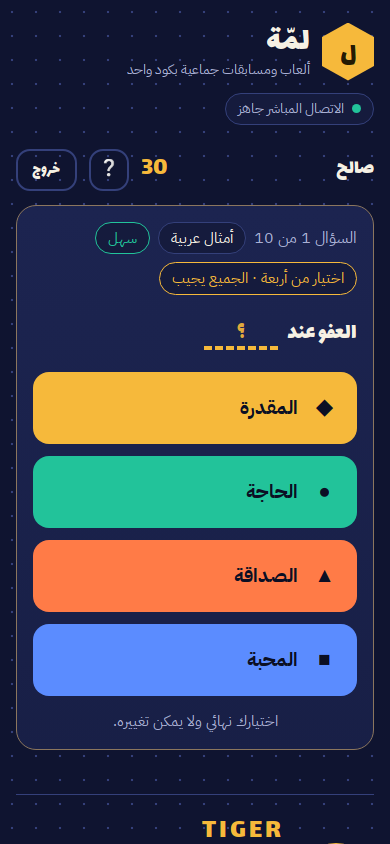 ل
لمّة
ألعاب ومسابقات جماعية بكود واحد
الاتصال المباشر جاهز
صالح
30
?
خروج
السؤال 1 من 10
أمثال عربية
سهل
اختيار من أربعة · الجميع يجيب
العفو عند ؟
◆ المقدرة
● الحاجة
▲ الصداقة
■ المحبة
اختيارك نهائي ولا يمكن تغييره.
TIGER